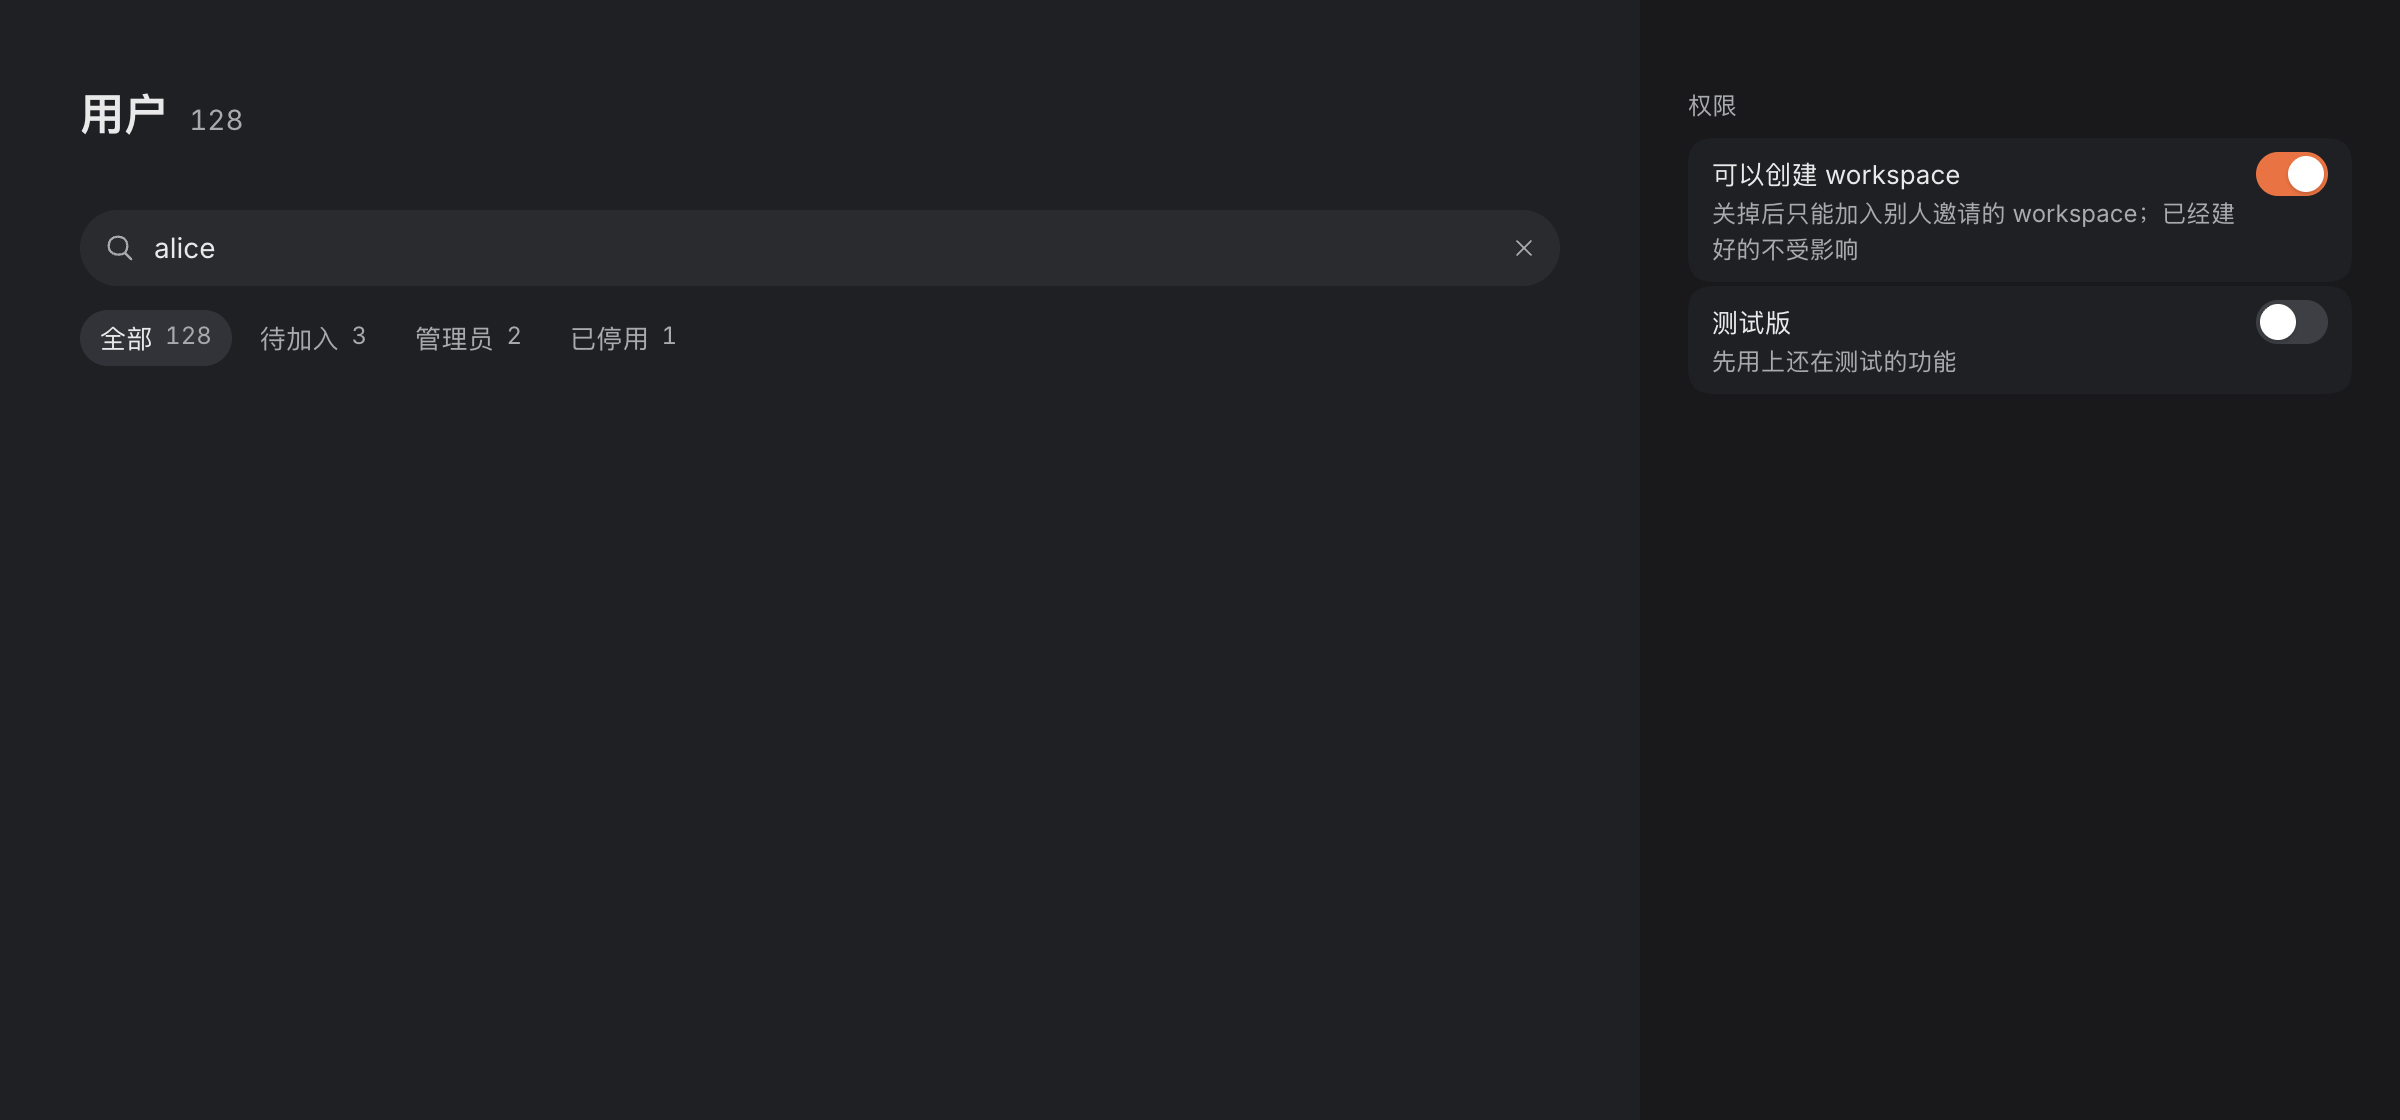 用户 128
alice
全部 128 待加入 3 管理员 2 已停用 1
权限
可以创建 workspace
关掉后只能加入别人邀请的 workspace；已经建
好的不受影响
测试版
先用上还在测试的功能